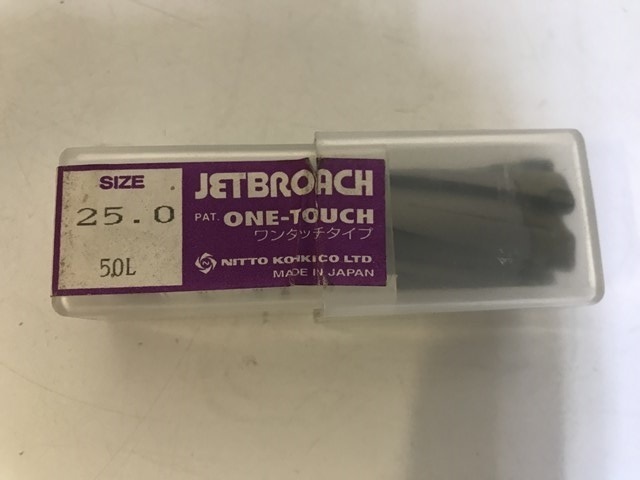 SIZE
25.0
50L
JETBROACH
PAT. ONE-TOUCH
ワンタッチタイプ
NITTO KOHKI CO LTD
MADE IN JAPAN